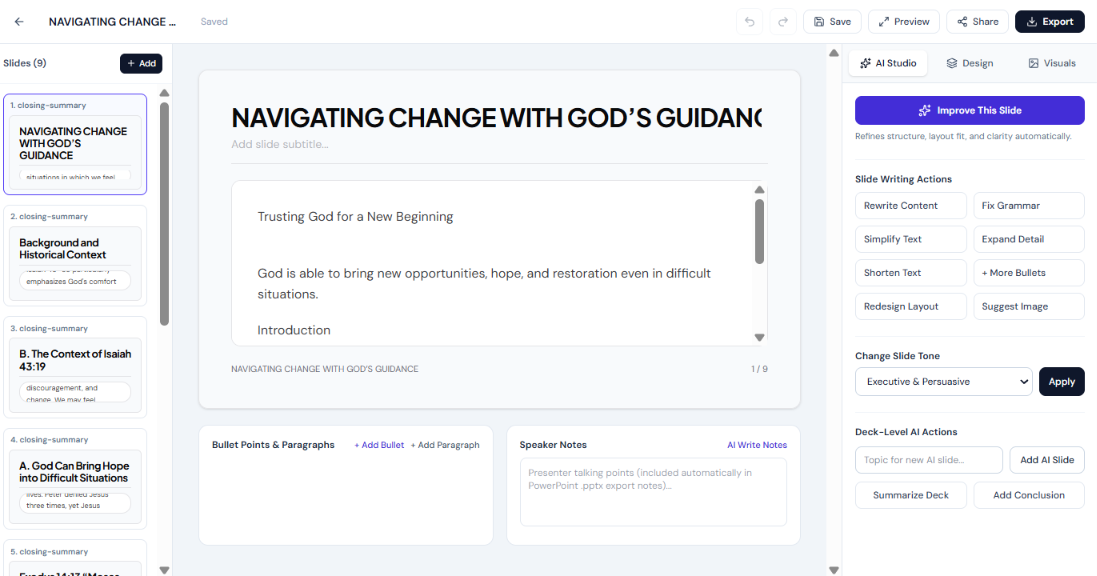 NAVIGATING CHANGE ...
Saved
Save
Preview
Share
Export
Slides (9)
+ Add
1. closing-summary
NAVIGATING CHANGE
WITH GOD'S
GUIDANCE
situations in which we feel
2. closing-summary
Background and
Historical Context
emphasizes God's comfort
3. closing-summary
B. The Context of Isaiah
43:19
discouragement, and
change. We may feel
4. closing-summary
A. God Can Bring Hope
into Difficult Situations
lives. Peter denied Jesus
three times, yet Jesus
5. closing-summary
NAVIGATING CHANGE WITH GOD'S GUIDANC
Add slide subtitle...
Trusting God for a New Beginning
God is able to bring new opportunities, hope, and restoration even in difficult
situations.
Introduction
NAVIGATING CHANGE WITH GOD'S GUIDANCE
1 / 9
Bullet Points & Paragraphs
+ Add Bullet
+ Add Paragraph
Speaker Notes
AI Write Notes
Presenter talking points (included automatically in
PowerPoint .pptx export notes)...
AI Studio
Design
Visuals
Improve This Slide
Refines structure, layout fit, and clarity automatically.
Slide Writing Actions
Rewrite Content
Fix Grammar
Simplify Text
Expand Detail
Shorten Text
+ More Bullets
Redesign Layout
Suggest Image
Change Slide Tone
Executive & Persuasive
Apply
Deck-Level AI Actions
Topic for new AI slide...
Add AI Slide
Summarize Deck
Add Conclusion